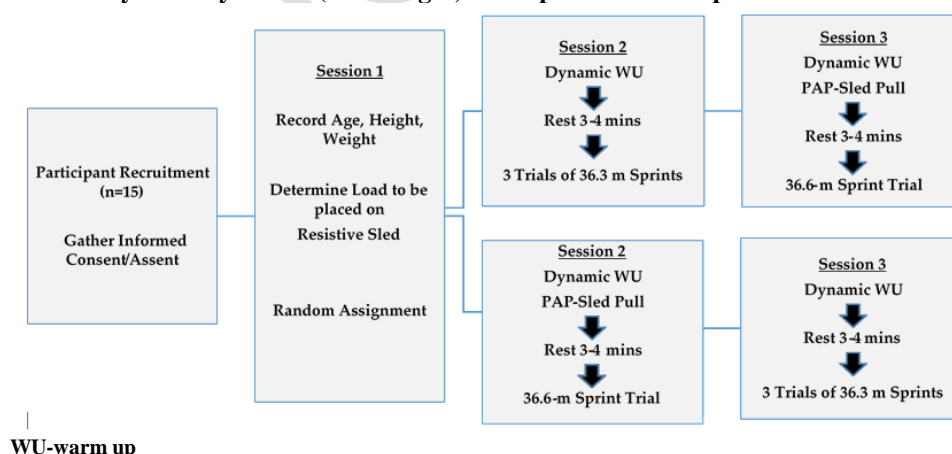 Participant Recruitment
(n=15)
Gather Informed
Consent/Assent
Session 1
Record Age, Height,
Weight
Determine Load to be
placed on
Resistive Sled
Random Assignment
Session 2
Dynamic WU
Rest 3-4 mins
3 Trials of 36.3 m Sprints
Session 3
Dynamic WU
PAP-Sled Pull
Rest 3-4 mins
36.6-m Sprint Trial
Session 2
Dynamic WU
PAP-Sled Pull
Rest 3-4 mins
36.6-m Sprint Trial
Session 3
Dynamic WU
Rest 3-4 mins
3 Trials of 36.3 m Sprints
WU-warm up